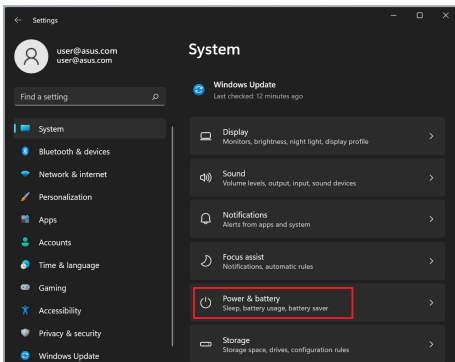 Settings
user@asus.com
user@asus.com
Find a setting
System
Bluetooth & devices
Network & internet
Personalization
Apps
Accounts
Time & language
Gaming
Accessibility
Privacy & security
Windows Update
System
Windows Update
Last checked: 12 minutes ago
Display
Monitors, brightness, night light, display profile
Sound
Volume levels, output, input, sound devices
Notifications
Alerts from apps and system
Focus assist
Notifications, automatic rules
Power & battery
Sleep, battery usage, battery saver
Storage
Storage space, drives, configuration rules